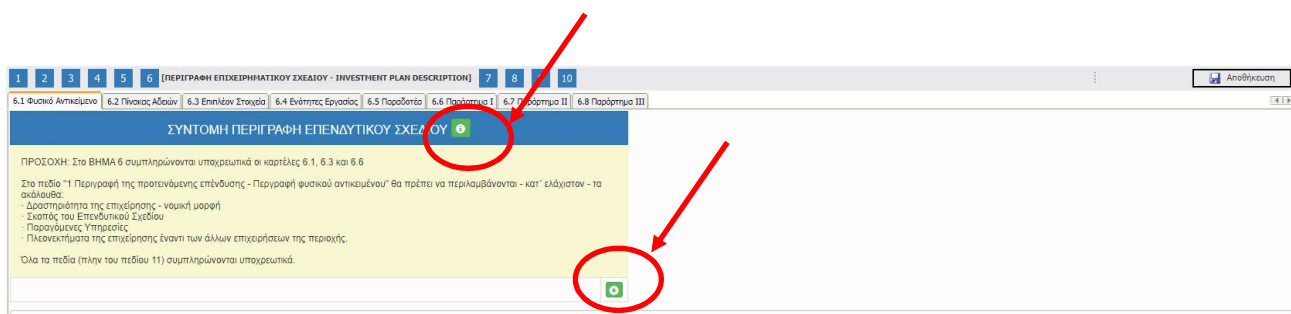 1 2 3 4 5 6 [ΠΕΡΙΓΡΑΦΗ ΕΠΙΧΕΙΡΗΜΑΤΙΚΟΥ ΣΧΕΔΙΟΥ - INVESTMENT PLAN DESCRIPTION] 7 8 9 10 Αποθήκευση
6.1 Φυσικό Αντικείμενο 6.2 Πίνακας Αδειών 6.3 Επιπλέον Στοιχεία 6.4 Ενότητες Εργασίας 6.5 Παραδοτέα 6.6 Παράρτημα I 6.7 Παράρτημα II 6.8 Παράρτημα III
ΣΥΝΤΟΜΗ ΠΕΡΙΓΡΑΦΗ ΕΠΕΝΔΥΤΙΚΟΥ ΣΧΕΔΙΟΥ
ΠΡΟΣΟΧΗ: Στο ΒΗΜΑ 6 συμπληρώνονται υποχρεωτικά οι καρτέλες 6.1, 6.3 και 6.6
Στο πεδίο "1 Περιγραφή της προτεινόμενης επένδυσης - Περγραφή φυσικού αντικειμένου" θα πρέπει να περιλαμβάνονται - κατ' ελάχιστον - τα
ακόλουθα:
· Δραστηριότητα της επιχείρησης - νομική μορφή
· Σκοπός του Επενδυτικού Σχεδίου
· Παραγόμενες Υπηρεσίες
· Πλεονεκτήματα της επιχείρησης έναντι των άλλων επιχειρήσεων της περιοχής.
Όλα τα πεδία (πλην του πεδίου 11) συμπληρώνονται υποχρεωτικά.